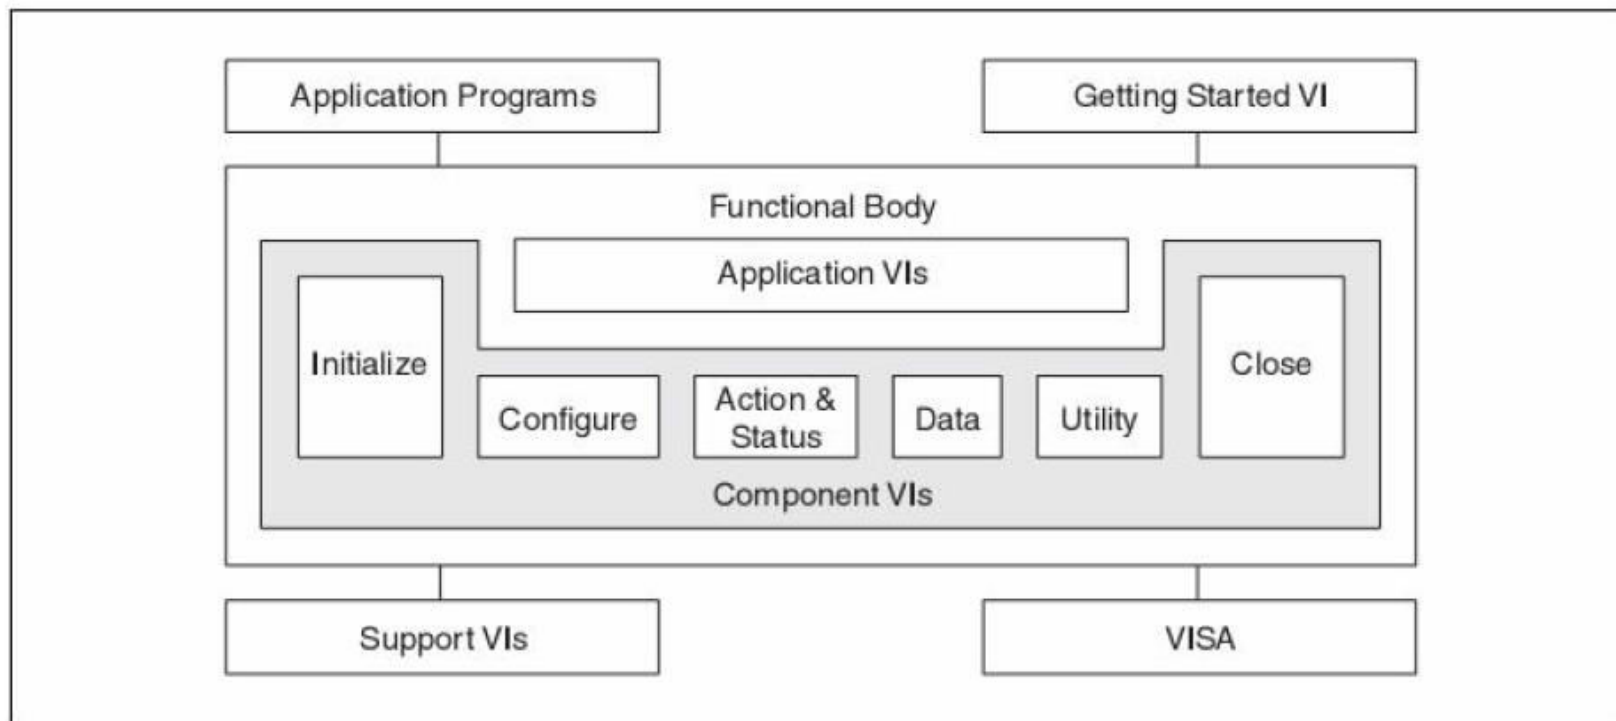 Application Programs
Getting Started VI
Functional Body
Application VIs
Initialize
Close
Configure
Action &
Status
Data
Utility
Component VIs
Support VIs
VISA